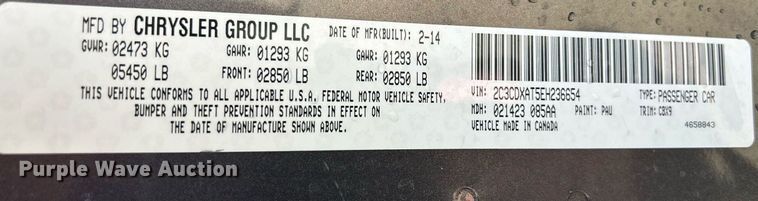 MFD BY CHRYSLER GROUP LLC DATE OF MFR(BUILT): 2-14
GVWR: 02473 KG GAWR: 01293 KG GAWR: 01293 KG
05450 LB FRONT: 02850 LB REAR: 02850 LB
THIS VEHICLE CONFORMS TO ALL APPLICABLE U.S.A. FEDERAL MOTOR VEHICLE SAFETY,
BUMPER AND THEFT PREVENTION STANDARDS IN EFFECT ON
THE DATE OF MANUFACTURE SHOWN ABOVE.
VIN: 2C3CDXAT5EH236654 TYPE: PASSENGER CAR
MDH: 021423 085AA PAINT: PAU TRIM: CBX9
VEHICLE MADE IN CANADA 4658843
Purple Wave Auction